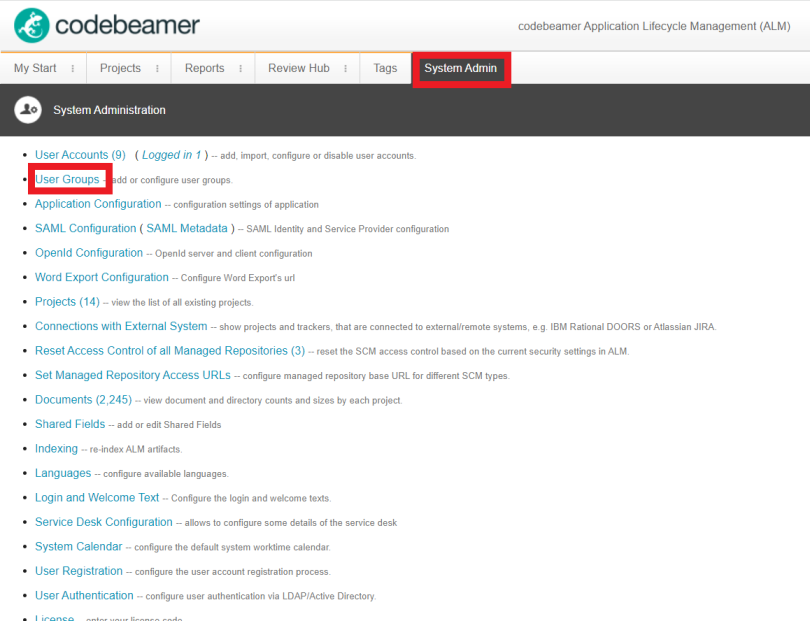 codebeamer
codebeamer Application Lifecycle Management (ALM)
My Start Projects Reports Review Hub Tags System Admin
System Administration
User Accounts (9) ( Logged in 1 ) -- add, import, configure or disable user accounts.
User Groups - add or configure user groups.
Application Configuration -- configuration settings of application
SAML Configuration ( SAML Metadata ) -- SAML Identity and Service Provider configuration
OpenId Configuration -- OpenId server and client configuration
Word Export Configuration -- Configure Word Export's url
Projects (14) -- view the list of all existing projects.
Connections with External System -- show projects and trackers, that are connected to external/remote systems, e.g. IBM Rational DOORS or Atlassian JIRA.
Reset Access Control of all Managed Repositories (3) -- reset the SCM access control based on the current security settings in ALM.
Set Managed Repository Access URLs -- configure managed repository base URL for different SCM types.
Documents (2,245) -- view document and directory counts and sizes by each project.
Shared Fields -- add or edit Shared Fields
Indexing -- re-index ALM artifacts.
Languages -- configure available languages.
Login and Welcome Text -- Configure the login and welcome texts.
Service Desk Configuration -- allows to configure some details of the service desk
System Calendar -- configure the default system worktime calendar.
User Registration -- configure the user account registration process.
User Authentication -- configure user authentication via LDAP/Active Directory.
License -- enter your license code.